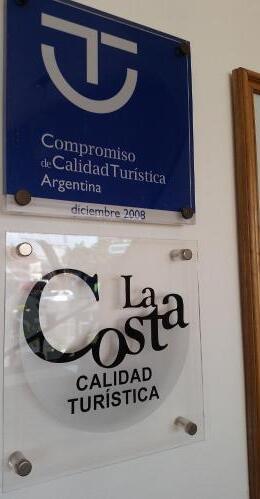 Compromiso
de Calidad Turística
Argentina
diciembre 2008
La
Costa
CALIDAD
TURÍSTICA